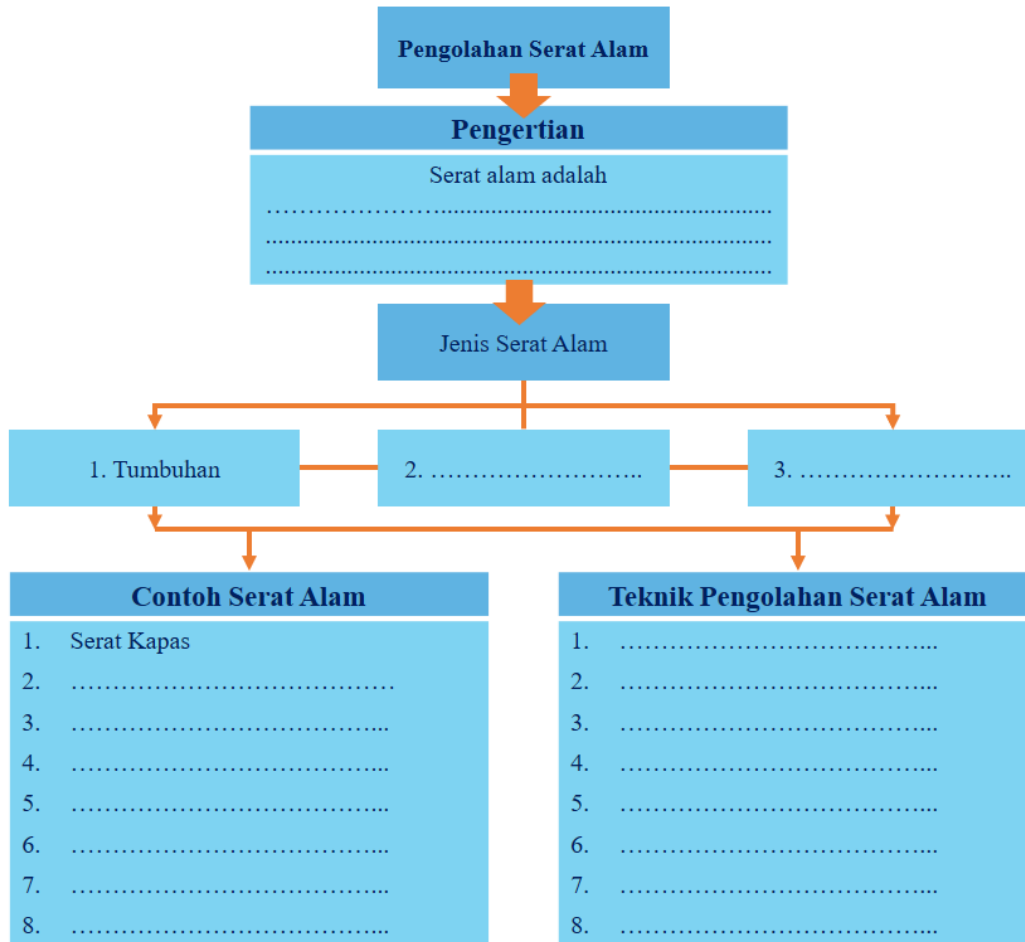 Pengolahan Serat Alam
Pengertian
Serat alam adalah
…………………......................................................
..................................................................................
..................................................................................
Jenis Serat Alam
1. Tumbuhan
2. ……………………..
3. ……………………..
Contoh Serat Alam
1. Serat Kapas
2. …………………………………
3. ………………………………...
4. ………………………………...
5. ………………………………...
6. ………………………………...
7. ………………………………...
8. ………………………………...
Teknik Pengolahan Serat Alam
1. ………………………………...
2. ………………………………...
3. ………………………………...
4. ………………………………...
5. ………………………………...
6. ………………………………...
7. ………………………………...
8. ………………………………...